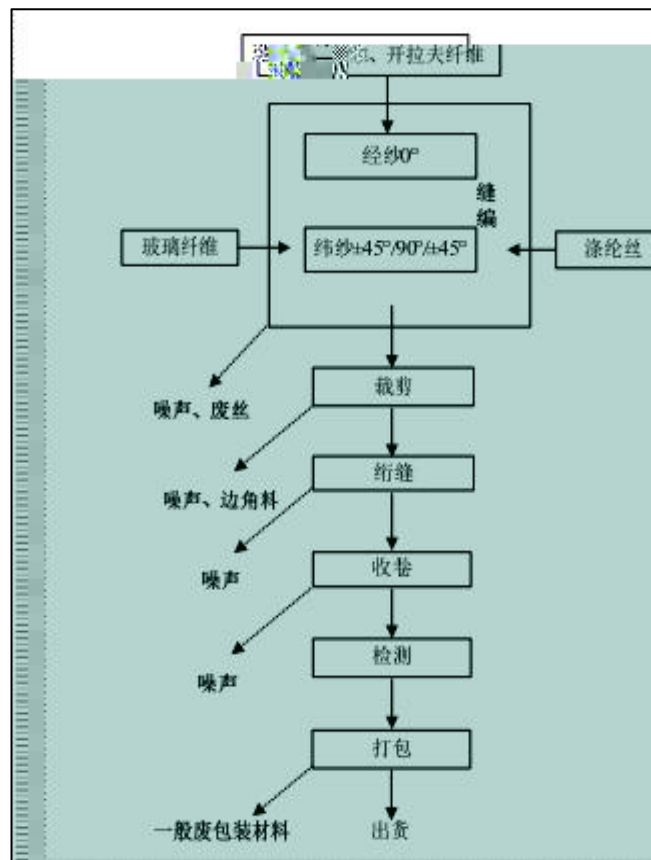 、开拉夫纤维
经纱0°
缝
编
玻璃纤维
纬纱±45°/90°/±45°
涤纶丝
裁剪
噪声、废丝
绗缝
噪声、边角料
收卷
噪声
检测
噪声
打包
一般废包装材料
出货